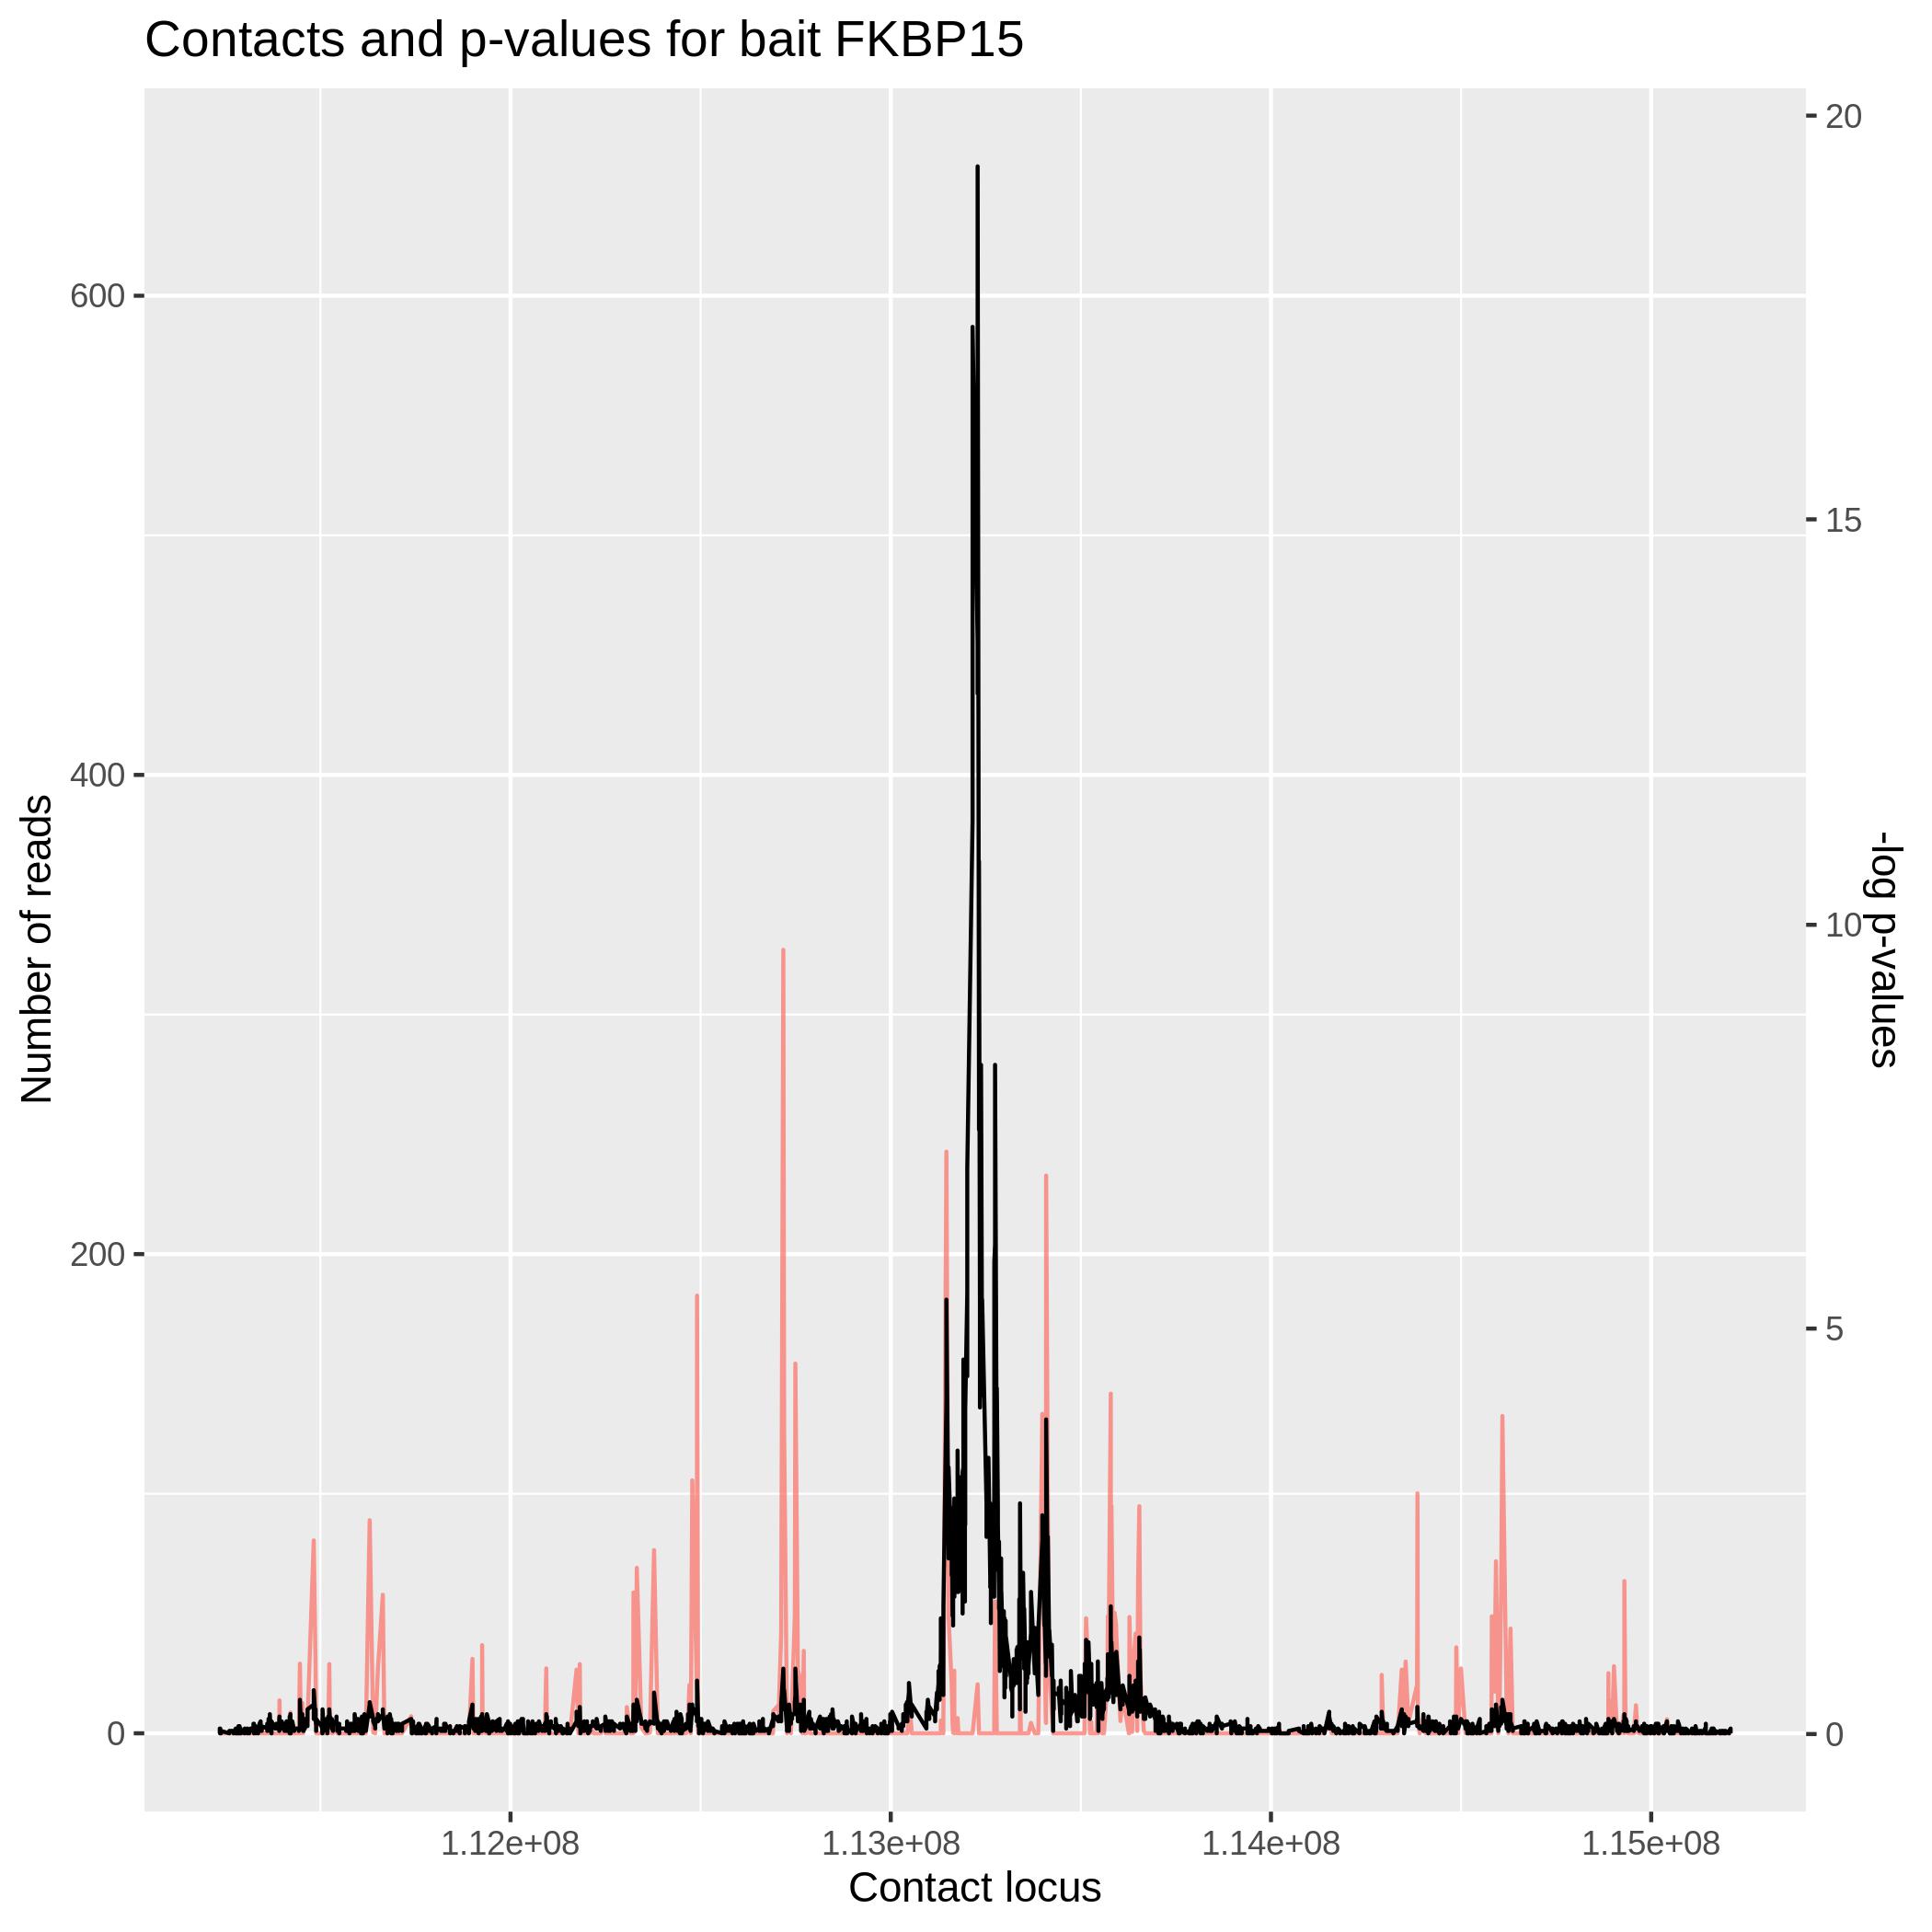 Contacts and p-values for bait FKBP15
Number of reads
600
400
200
0
20
15
10
5
0
-log p-values
1.12e+08
1.13e+08
1.14e+08
1.15e+08
Contact locus